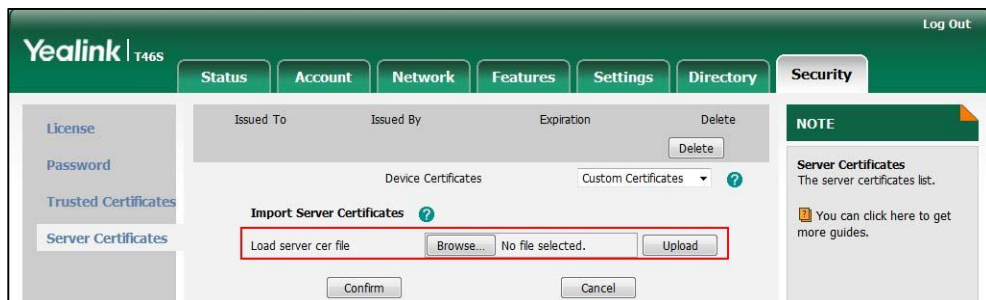 Log Out
Yealink | T46S
Status Account Network Features Settings Directory Security
License
Password
Trusted Certificates
Server Certificates
Issued To Issued By Expiration Delete
Delete
Device Certificates Custom Certificates ?
Import Server Certificates ?
Load server cer file Browse... No file selected. Upload
Confirm Cancel
NOTE
Server Certificates
The server certificates list.
? You can click here to get
more guides.